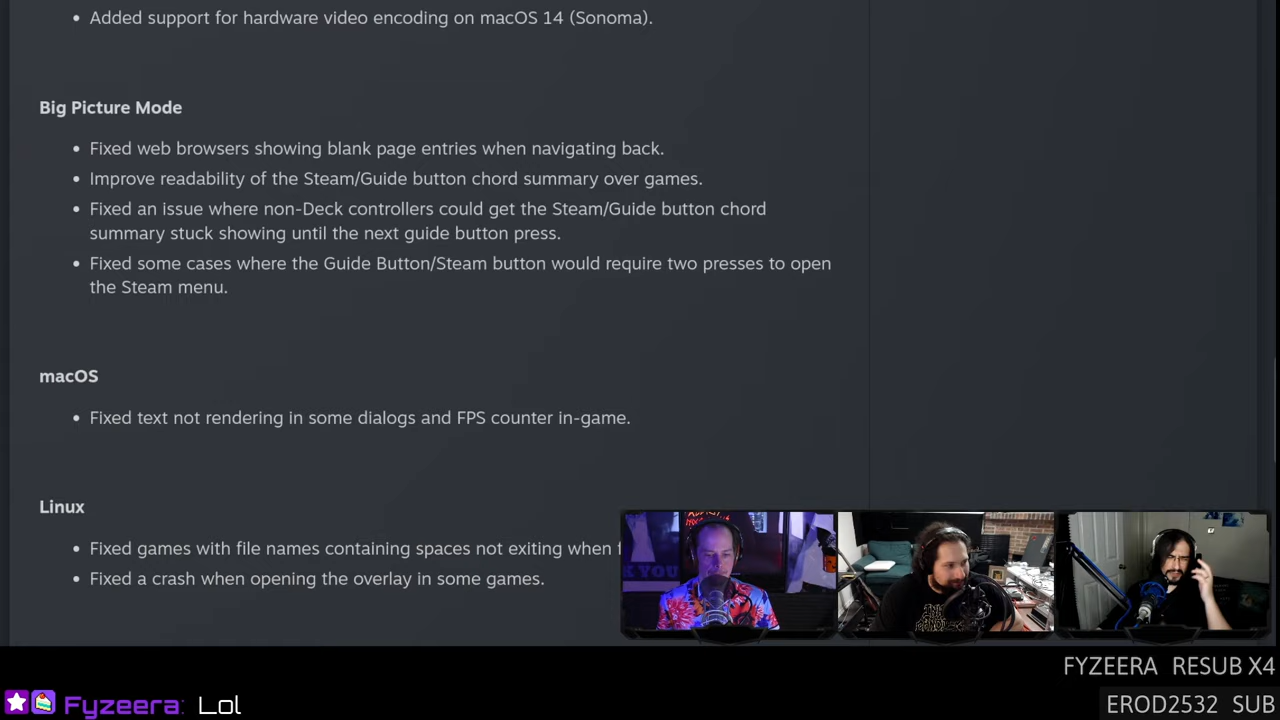 • Added support for hardware video encoding on macOS 14 (Sonoma).
Big Picture Mode
• Fixed web browsers showing blank page entries when navigating back.
• Improve readability of the Steam/Guide button chord summary over games.
• Fixed an issue where non-Deck controllers could get the Steam/Guide button chord
summary stuck showing until the next guide button press.
• Fixed some cases where the Guide Button/Steam button would require two presses to open
the Steam menu.
macOS
• Fixed text not rendering in some dialogs and FPS counter in-game.
Linux
• Fixed games with file names containing spaces not exiting when
• Fixed a crash when opening the overlay in some games.
FYZEERA RESUB X4
Fyzeera: Lol
EROD2532 SUB